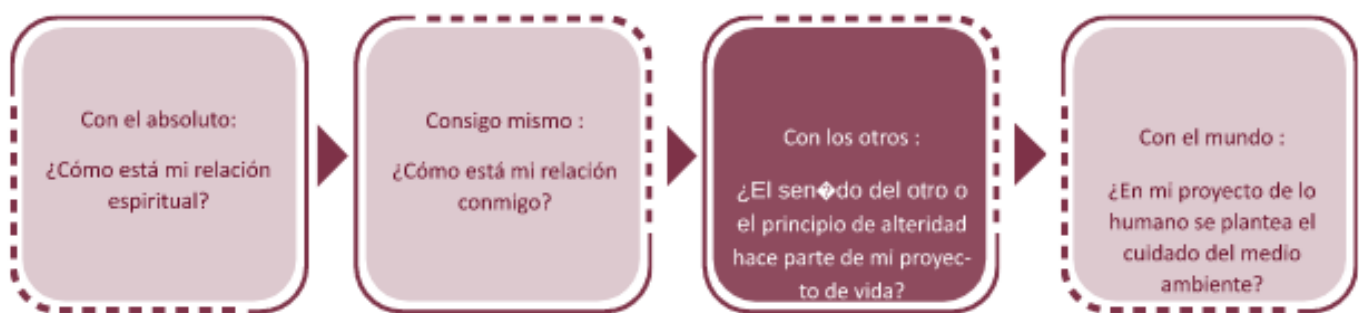 Con el absoluto:
¿Cómo está mi relación
espiritual?
Consigo mismo :
¿Cómo está mi relación
conmigo?
Con los otros :
¿El sen�do del otro o
el principio de alteridad
hace parte de mi proyec-
to de vida?
Con el mundo :
¿En mi proyecto de lo
humano se plantea el
cuidado del medio
ambiente?